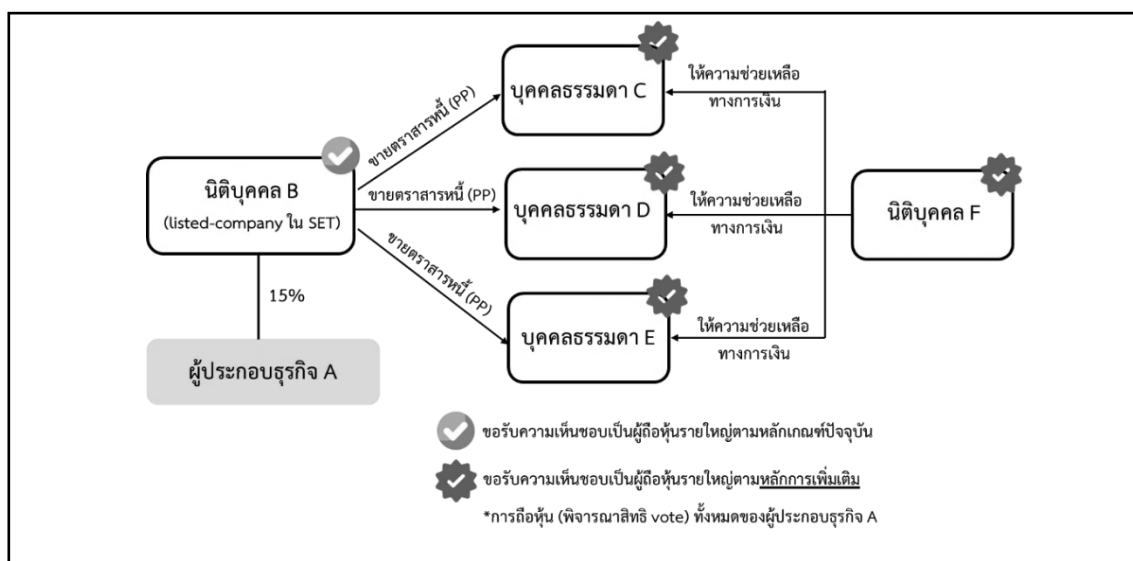 บุคคลธรรมดา C
ให้ความช่วยเหลือ
ทางการเงิน
ขายตราสารหนี้ (PP)
นิติบุคคล B
(listed-company ใน SET)
ขายตราสารหนี้ (PP)
บุคคลธรรมดา D
ให้ความช่วยเหลือ
ทางการเงิน
นิติบุคคล F
ขายตราสารหนี้ (PP)
15%
บุคคลธรรมดา E
ให้ความช่วยเหลือ
ทางการเงิน
ผู้ประกอบธุรกิจ A
ขอรับความเห็นชอบเป็นผู้ถือหุ้นรายใหญ่ตามหลักเกณฑ์ปัจจุบัน
ขอรับความเห็นชอบเป็นผู้ถือหุ้นรายใหญ่ตามหลักการเพิ่มเติม
*การถือหุ้น (พิจารณาสิทธิ vote) ทั้งหมดของผู้ประกอบธุรกิจ A